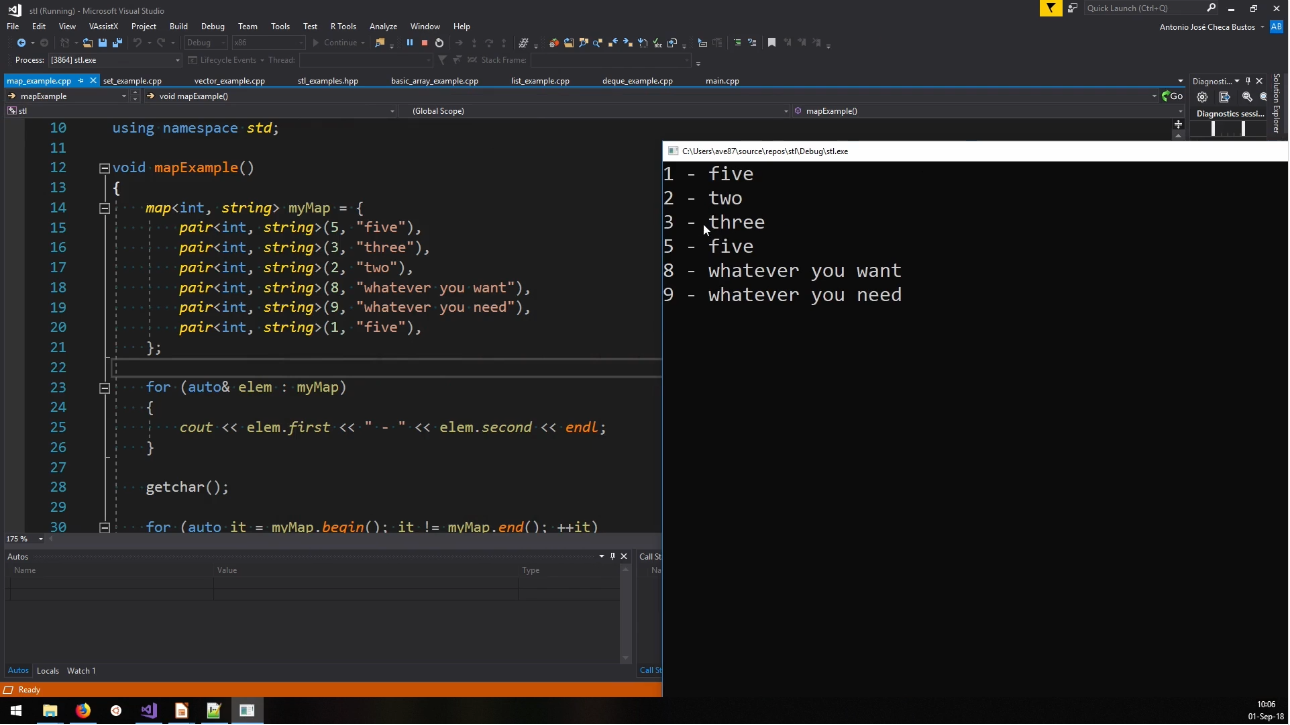 stl (Running) - Microsoft Visual Studio
Quick Launch (Ctrl+Q)
File Edit View VAssistX Project Build Debug Team Tools Test R Tools Analyze Window Help
Antonio José Checa Bustos AB
Debug x86 Continue
Process: [3864] stl.exe Lifecycle Events Thread: Stack Frame:
map_example.cpp set_example.cpp vector_example.cpp stl_examples.hpp basic_array_example.cpp list_example.cpp deque_example.cpp main.cpp
Diagnosti...
Solution Explorer
mapExample void mapExample() Go
stl (Global Scope) mapExample()
Diagnostics sessi...
10 using namespace std;
11
12 void mapExample()
13 {
14 map<int, string> myMap = {
15 pair<int, string>(5, "five"),
16 pair<int, string>(3, "three"),
17 pair<int, string>(2, "two"),
18 pair<int, string>(8, "whatever you want"),
19 pair<int, string>(9, "whatever you need"),
20 pair<int, string>(1, "five"),
21 };
22
23 for (auto& elem : myMap)
24 {
25 cout << elem.first << " - " << elem.second << endl;
26 }
27
28 getchar();
29
30 for (auto it = myMap.begin(); it != myMap.end(); ++it)
175 %
C:\Users\ave87\source\repos\stl\Debug\stl.exe
1 - five
2 - two
3 - three
5 - five
8 - whatever you want
9 - whatever you need
Autos
Name Value Type
Autos Locals Watch 1
Call St
Na
Call St
Ready
10:06
01-Sep-18